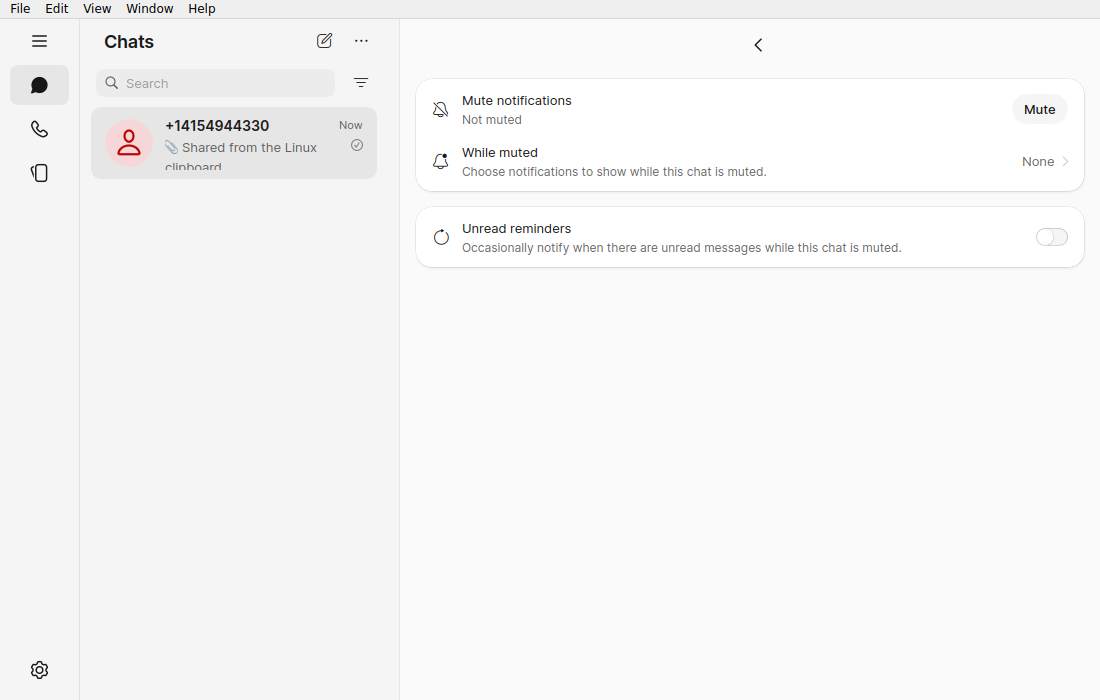 File Edit View Window Help
Chats
Search
+14154944330
Now
Shared from the Linux
clipboard
Mute notifications
Not muted
Mute
While muted
Choose notifications to show while this chat is muted.
None
Unread reminders
Occasionally notify when there are unread messages while this chat is muted.